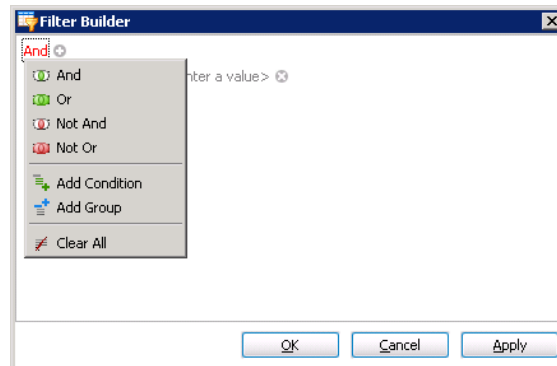 Filter Builder
And
And
nter a value>
Or
Not And
Not Or
Add Condition
Add Group
Clear All
OK Cancel Apply